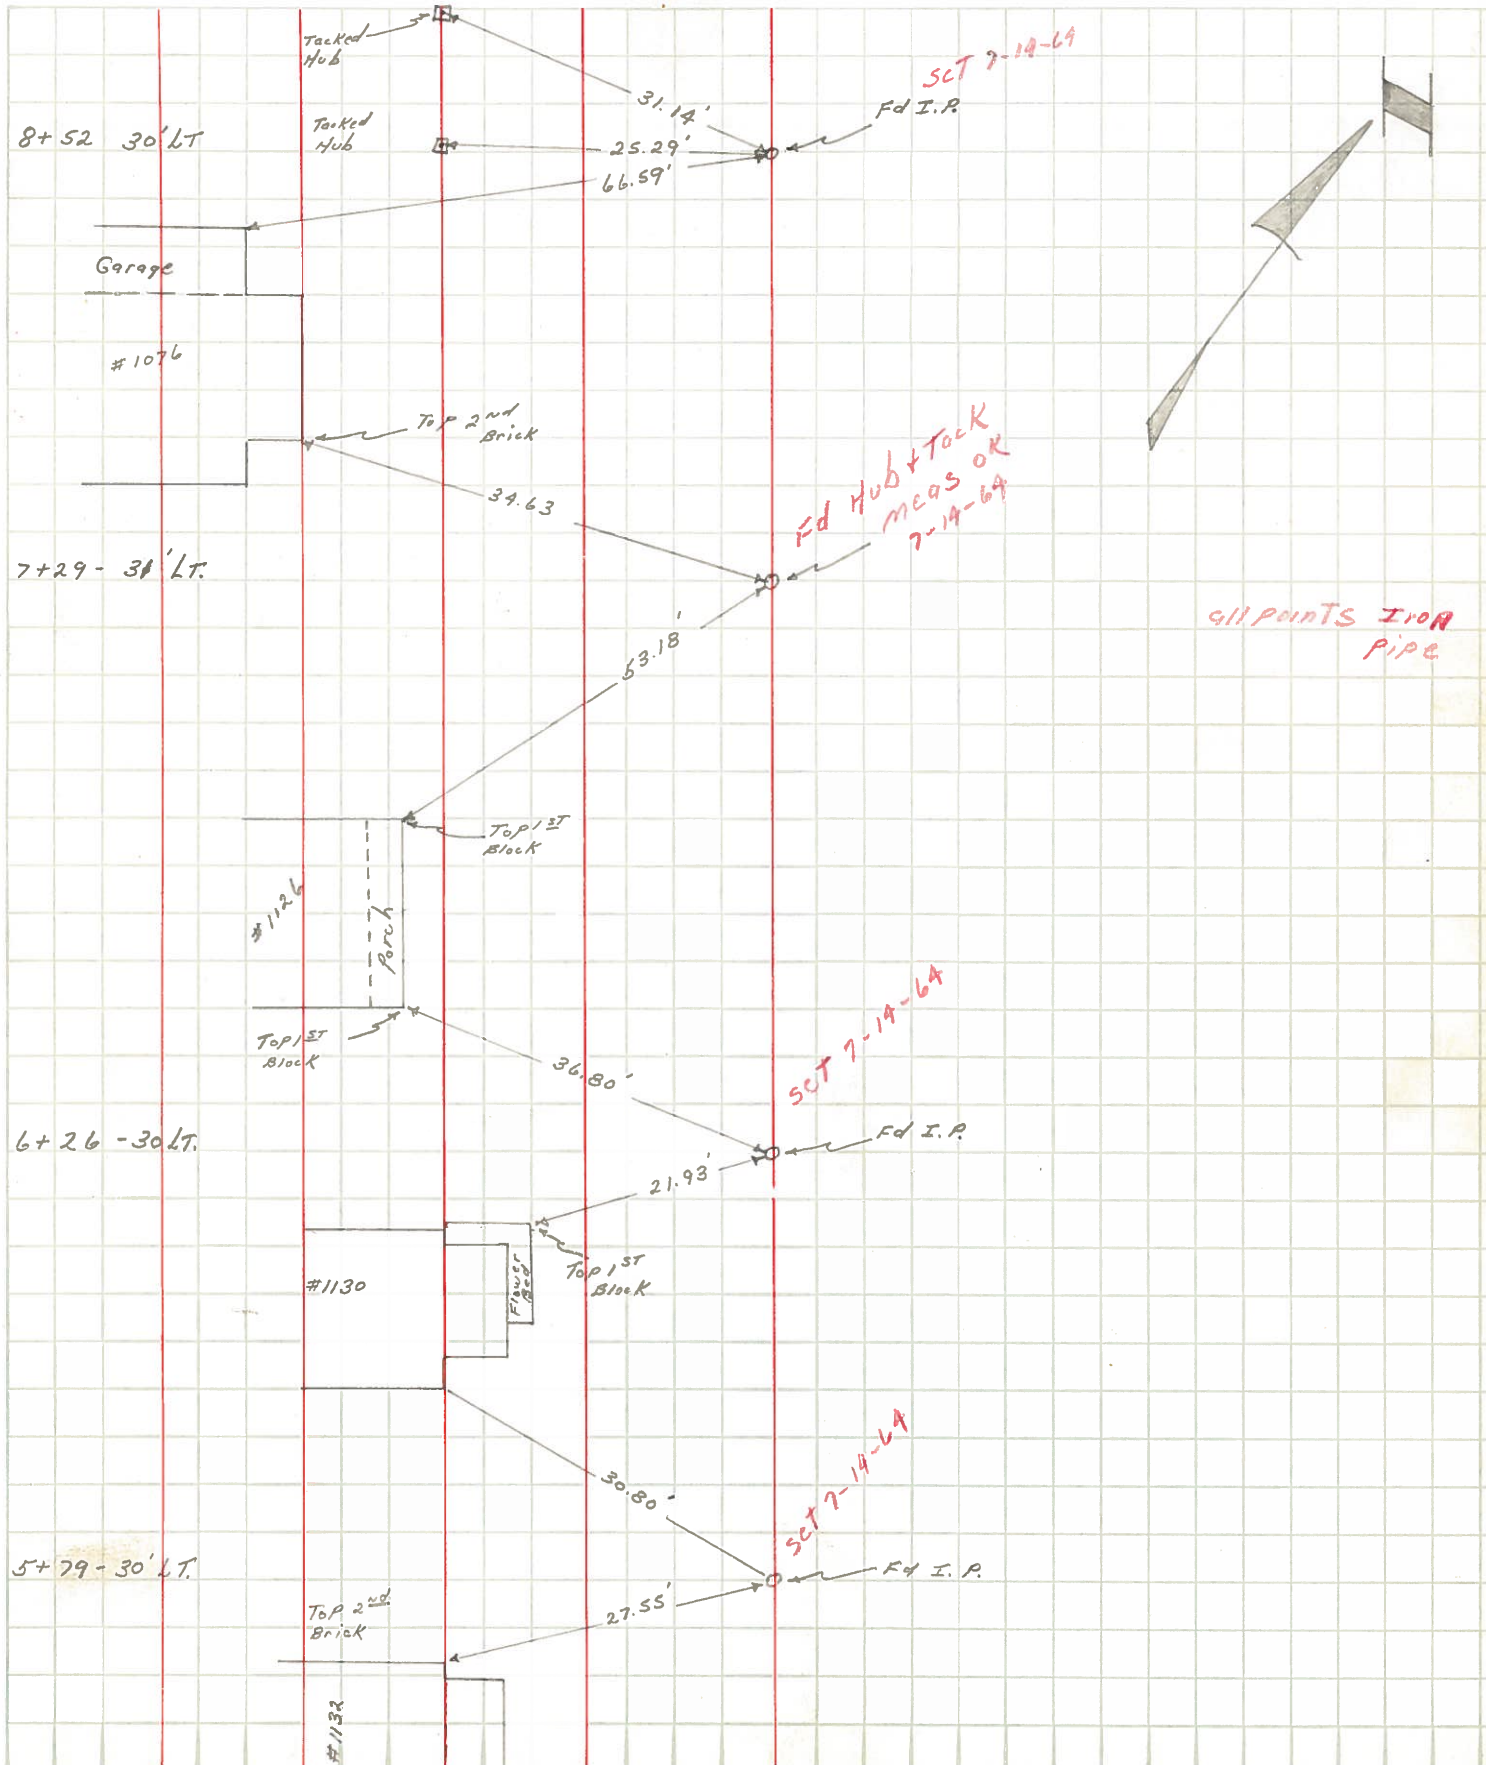 Tacked
Hub
SET 7-14-64
31.14'
Fd I.P.
8+52 30' LT
Tacked
Hub
25.29'
66.59'
Garage
#1076
Top 2nd
Brick
34.63
Fd Hub + Tack
meas OK
7-14-64
7+29 - 31' LT.
all points Iron
pipe
53.18'
Top 1ST
Block
#1126
Porch
Top 1ST
Block
36.80'
SET 7-14-64
6+26 - 30 LT.
Fd I.P.
21.93'
#1130
Flower
Bed
Top 1ST
Block
30.80'
SET 7-14-64
5+79 - 30' LT.
Fd I.P.
27.55'
Top 2nd
Brick
#1132